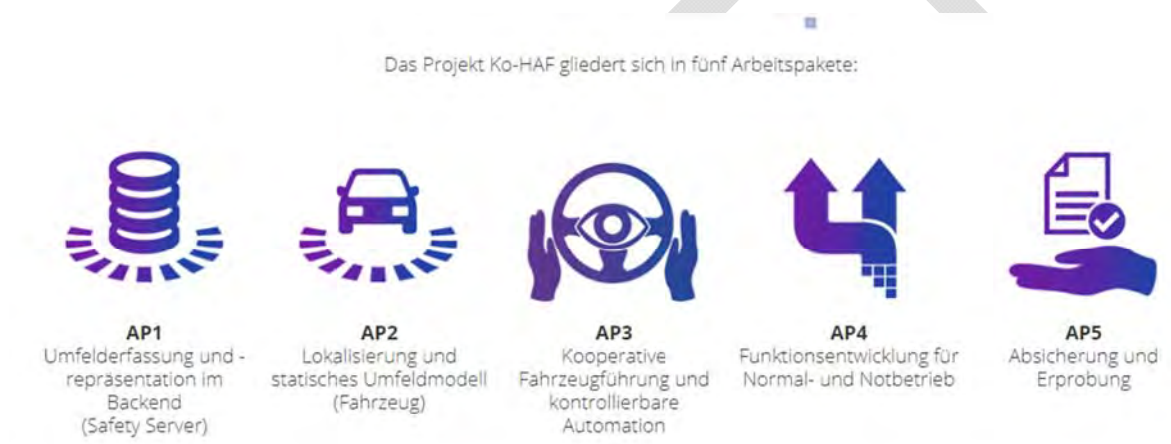 Das Projekt Ko-HAF gliedert sich in fünf Arbeitspakete:
AP1
Umfelderfassung und -
repräsentation im
Backend
(Safety Server)
AP2
Lokalisierung und
statisches Umfeldmodell
(Fahrzeug)
AP3
Kooperative
Fahrzeugführung und
kontrollierbare
Automation
AP4
Funktionsentwicklung für
Normal- und Notbetrieb
AP5
Absicherung und
Erprobung